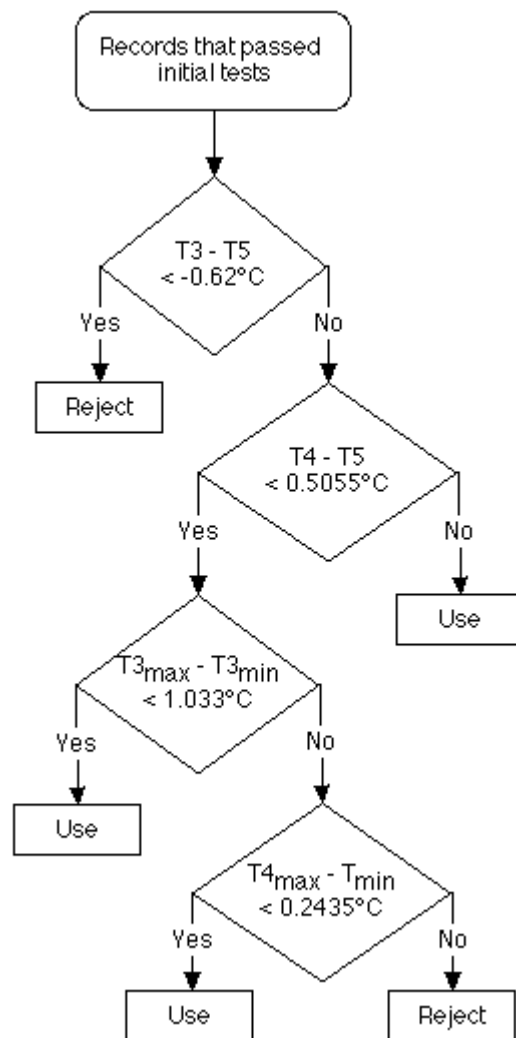 Records that passed
initial tests
T3 - T5
< -0.62°C
Yes
No
Reject
T4 - T5
< 0.5055°C
Yes
No
Use
T3max - T3min
< 1.033°C
Yes
No
Use
T4max - Tmin
< 0.2435°C
Yes
No
Use
Reject